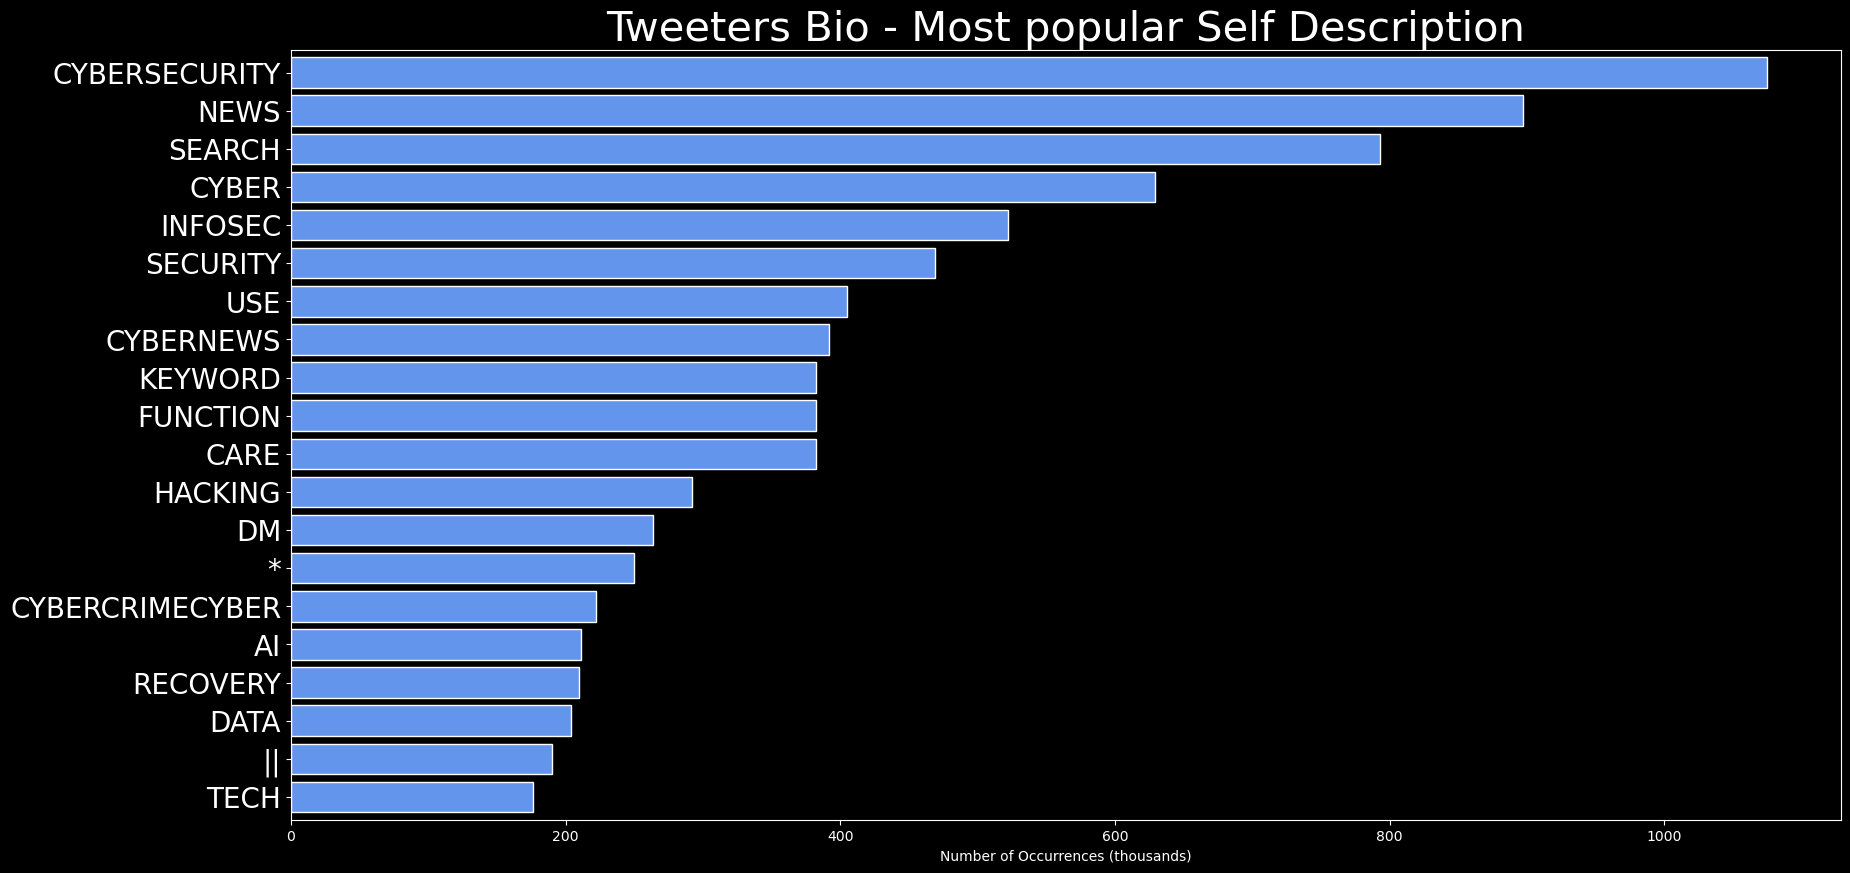 Tweeters Bio - Most popular Self Description
CYBERSECURITY
NEWS
SEARCH
CYBER
INFOSEC
SECURITY
USE
CYBERNEWS
KEYWORD
FUNCTION
CARE
HACKING
DM
*
CYBERCRIMECYBER
AI
RECOVERY
DATA
||
TECH
0 200 400 600 800 1000
Number of Occurrences (thousands)